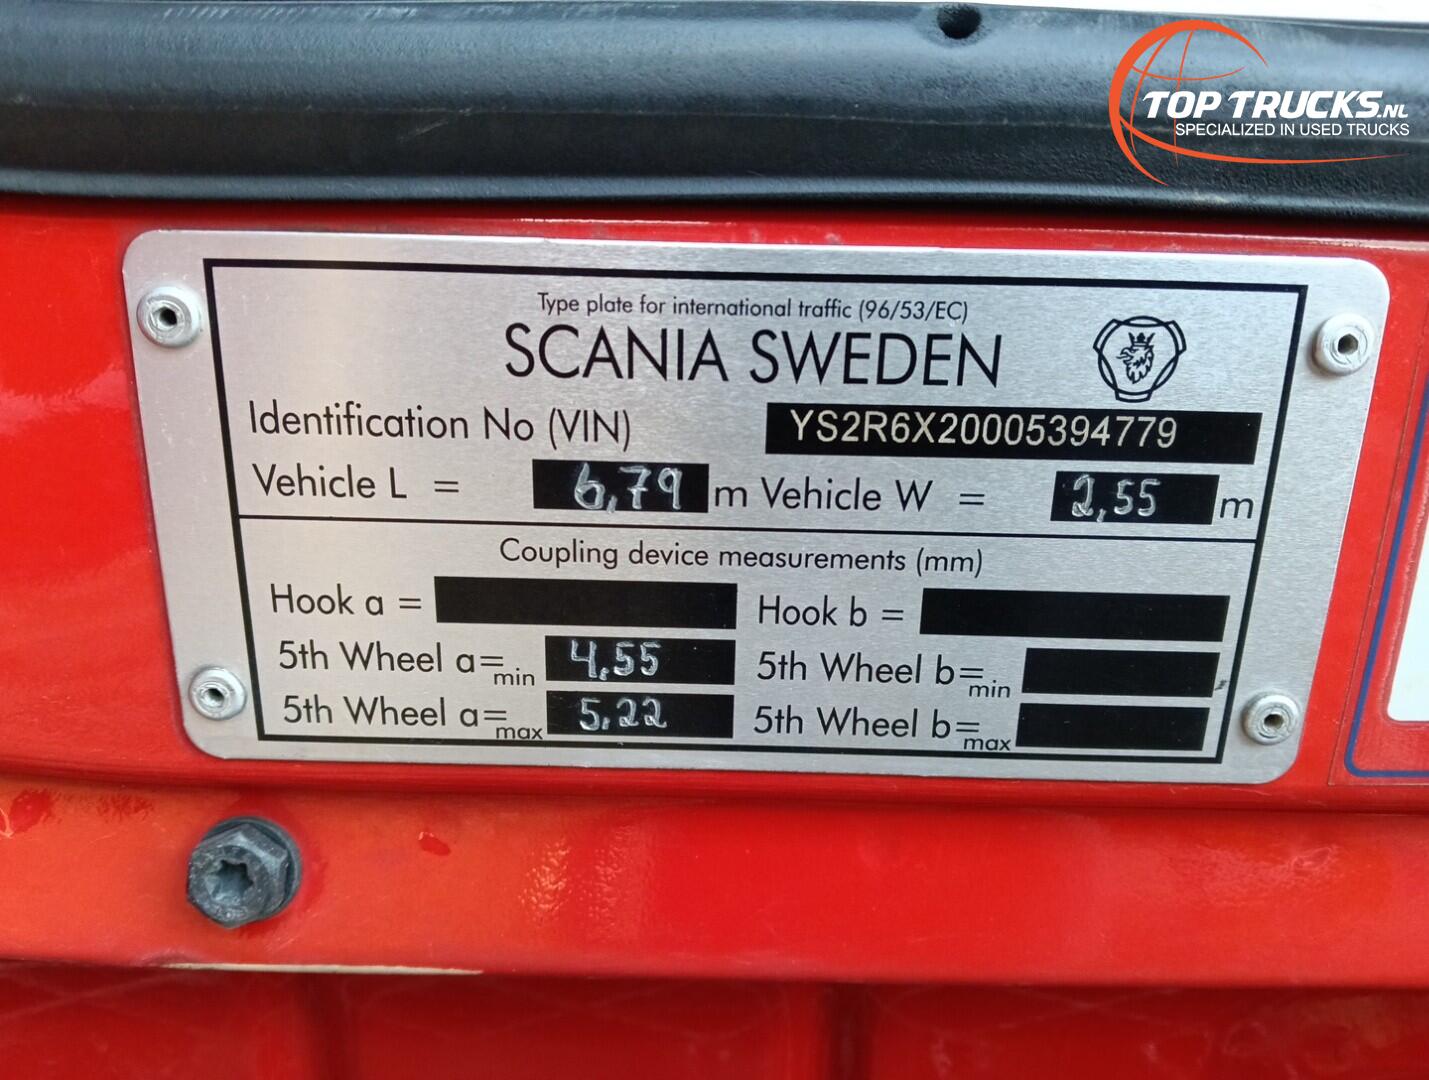 TOP TRUCKS.NL
SPECIALIZED IN USED TRUCKS
Type plate for international traffic (96/53/EC)
SCANIA SWEDEN
Identification No (VIN) YS2R6X20005394779
Vehicle L = 6,79 m Vehicle W = 2,55 m
Coupling device measurements (mm)
Hook a = Hook b =
5th Wheel a=min 4.55 5th Wheel b=min
5th Wheel a=max 5.22 5th Wheel b=max